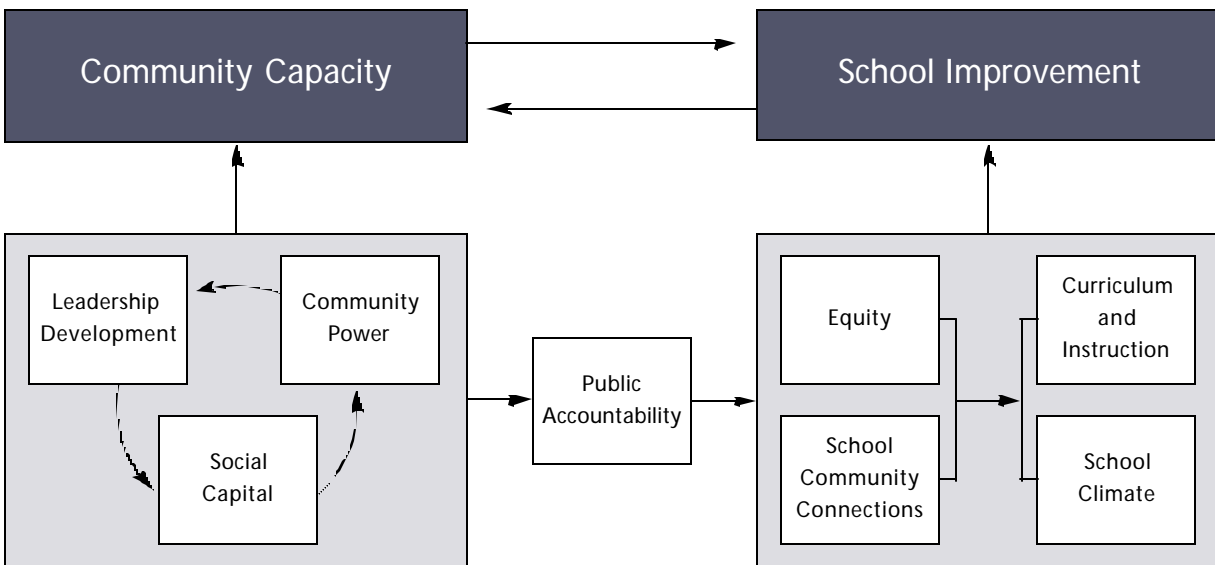 Community Capacity
School Improvement
Leadership
Development
Community
Power
Social
Capital
Public
Accountability
Equity
School
Community
Connections
Curriculum
and
Instruction
School
Climate